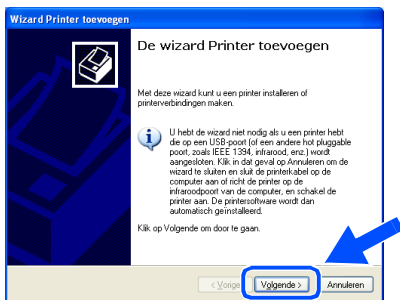 Wizard Printer toevoegen
De wizard Printer toevoegen
Met deze wizard kunt u een printer installeren of
printerverbindingen maken.
U hebt de wizard niet nodig als u een printer hebt
die op een USB-poort (of een andere hot pluggable
poort, zoals IEEE 1394, infrarood, enz.) wordt
aangesloten. Klik in dat geval op Annuleren om de
wizard te sluiten en sluit de printerkabel op de
computer aan of richt de printer op de
infraroodpoort van de computer, en schakel de
printer aan. De printersoftware wordt dan
automatisch geïnstalleerd.
Klik op Volgende om door te gaan.
< Vorige Volgende > Annuleren